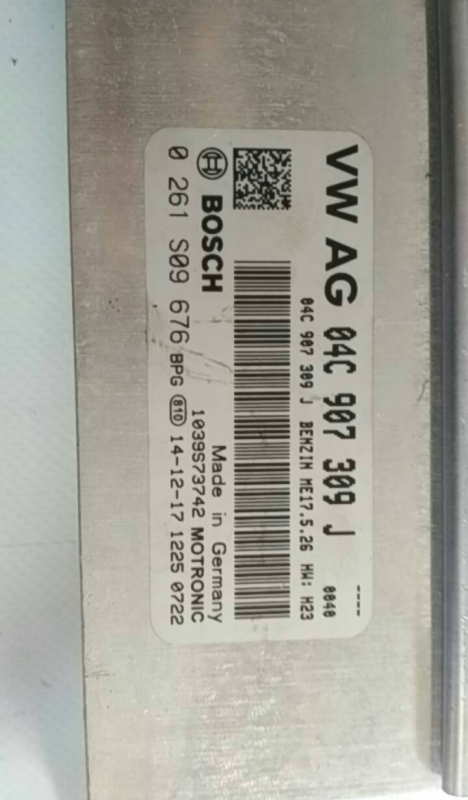 VW AG 04C 907 309 J
----
0040
04C 907 309 J BENZIN ME17.5.26 HW: H23
BOSCH
Made in Germany
1039S73742 MOTRONIC
0 261 S09 676 BPG 810 14-12-17 1225 0722